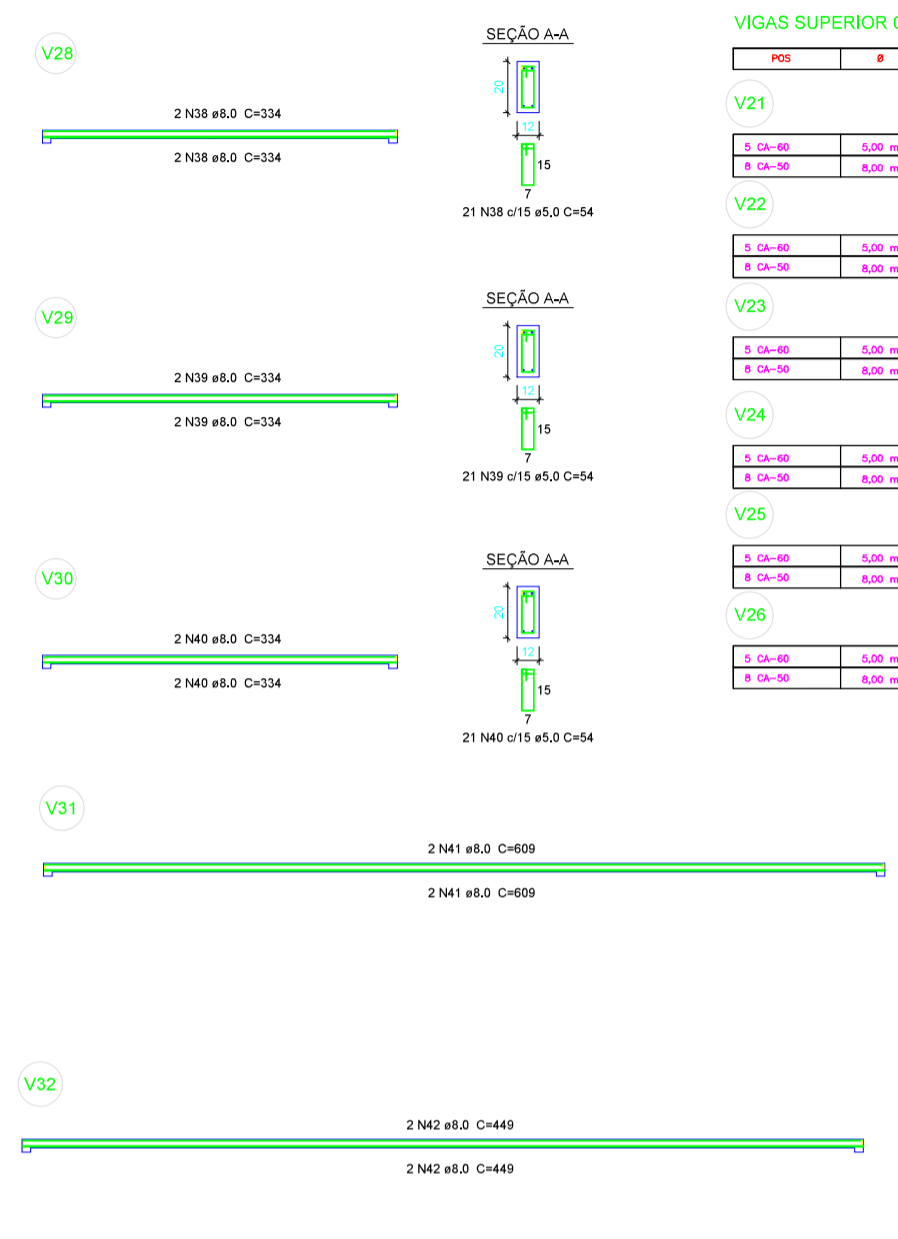 V28
2 N38 ø8.0 C=334
2 N38 ø8.0 C=334
SEÇÃO A-A
20
12
15
7
21 N38 c/15 ø5.0 C=54
V29
2 N39 ø8.0 C=334
2 N39 ø8.0 C=334
SEÇÃO A-A
20
12
15
7
21 N39 c/15 ø5.0 C=54
V30
2 N40 ø8.0 C=334
2 N40 ø8.0 C=334
SEÇÃO A-A
20
12
15
7
21 N40 c/15 ø5.0 C=54
V31
2 N41 ø8.0 C=609
2 N41 ø8.0 C=609
V32
2 N42 ø8.0 C=449
2 N42 ø8.0 C=449
VIGAS SUPERIOR
POS Ø
V21
5 CA-60 5,00 m
8 CA-50 8,00 m
V22
5 CA-60 5,00 m
8 CA-50 8,00 m
V23
5 CA-60 5,00 m
8 CA-50 8,00 m
V24
5 CA-60 5,00 m
8 CA-50 8,00 m
V25
5 CA-60 5,00 m
8 CA-50 8,00 m
V26
5 CA-60 5,00 m
8 CA-50 8,00 m